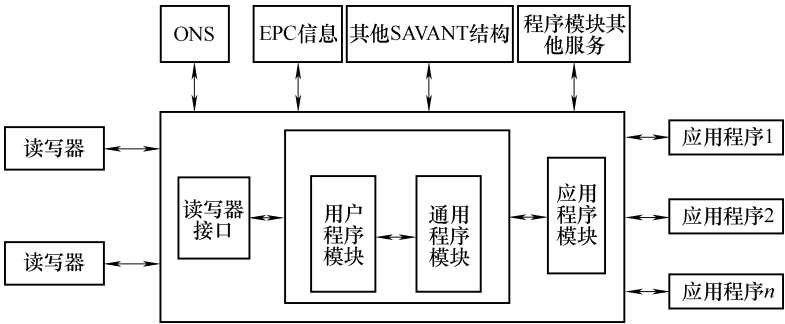 ONS
EPC信息
其他SAVANT结构
程序模块其
他服务
读写器
读写器
读写器
接口
用户
程序
模块
通用
程序
模块
应用
程序
模块
应用程序1
应用程序2
应用程序n